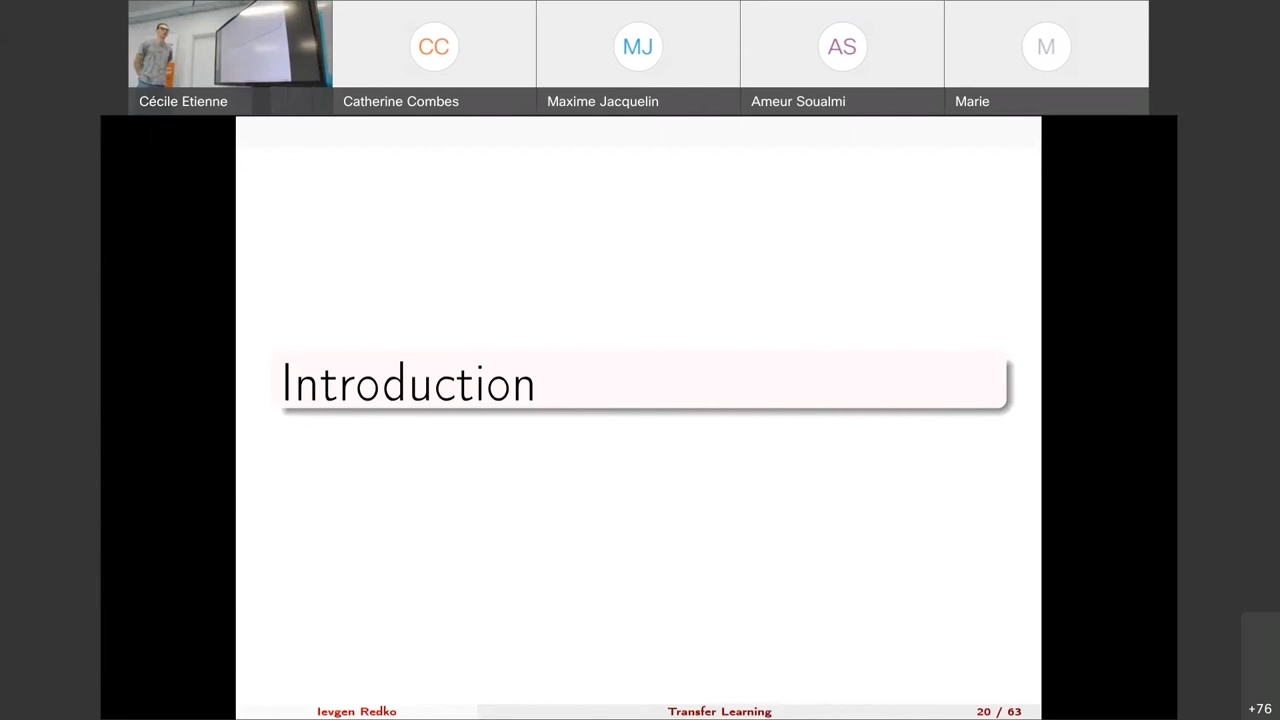 CC
MJ
AS
M
Cécile Etienne
Catherine Combes
Maxime Jacquelin
Ameur Soualmi
Marie
Introduction
Ievgen Redko
Transfer Learning
20 / 63
+76